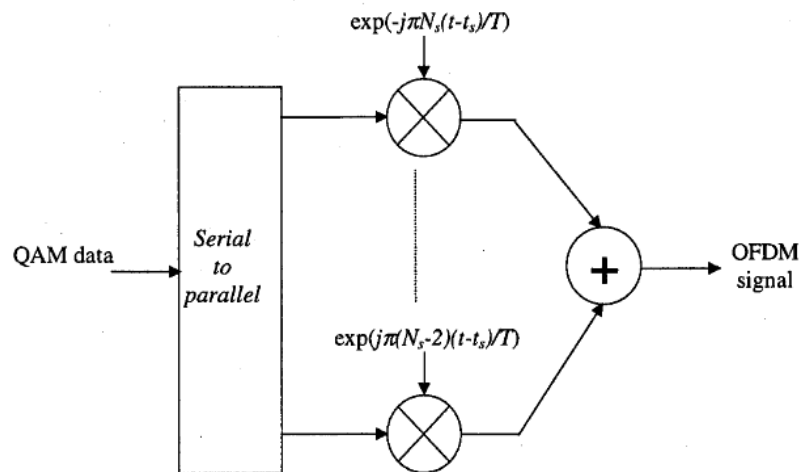 exp(-jπN_s(t-t_s)/T)
QAM data
Serial
to
parallel
+
OFDM
signal
exp(jπ(N_s-2)(t-t_s)/T)